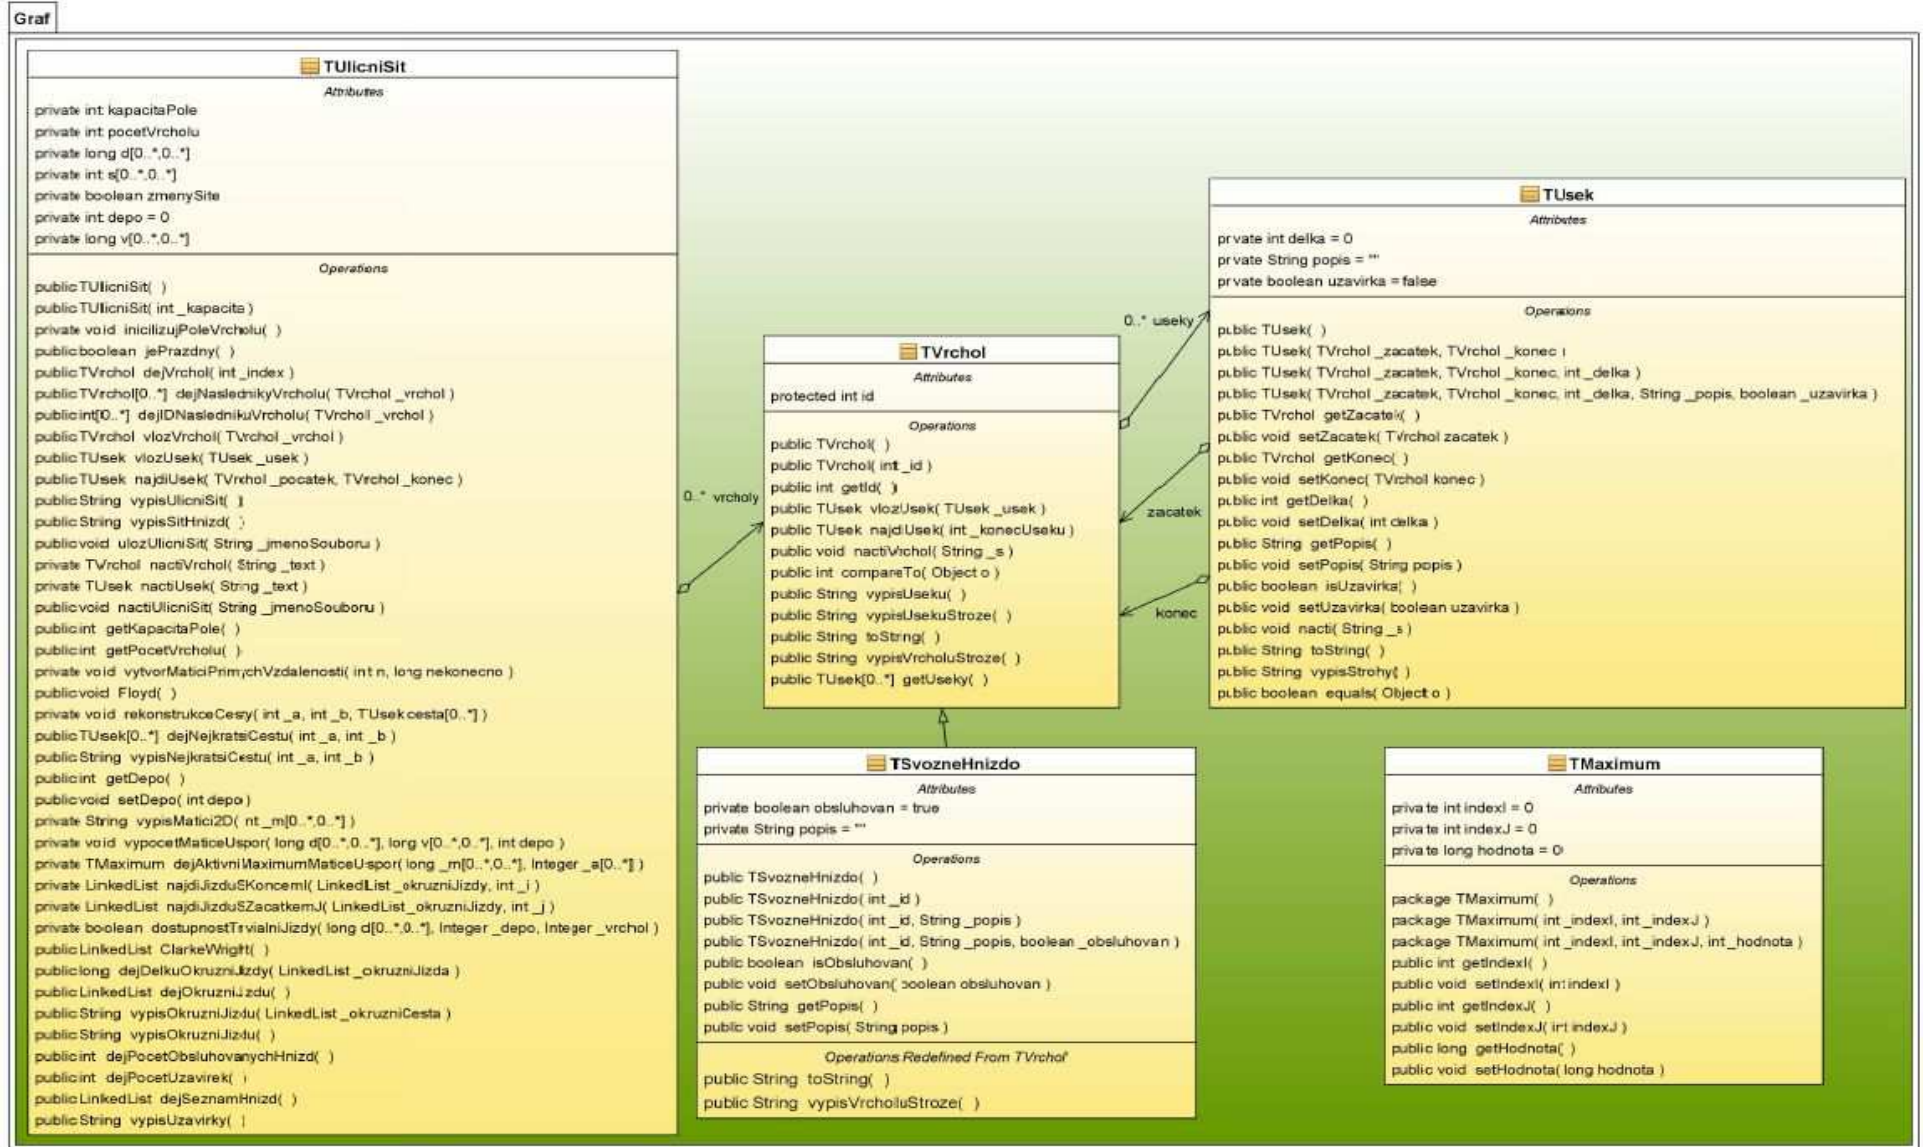 Graf
TUlicniSit
Attributes
private int kapacitaPole
private int pocetVrcholu
private long d[0..*,0..*]
private int s[0..*,0..*]
private boolean zmenySite
private int depo = 0
private long v[0..*,0..*]
Operations
public TUlicniSit( )
public TUlicniSit( int _kapacita )
private void inicilizujPoleVrcholu( )
public boolean jePrazdny( )
public TVrchol dejVrchol( int _index )
public TVrchol[0..*] dejNaslednikyVrcholu( TVrchol _vrchol )
public int[0..*] dejIDNaslednikuVrcholu( TVrchol _vrchol )
public TVrchol vlozVrchol( TVrchol _vrchol )
public TUsek vlozUsek( TUsek _usek )
public TUsek najdiUsek( TVrchol _pocatek, TVrchol _konec )
public String vypisUlicniSit( )
public String vypisSitHnizd( )
public void ulozUlicniSit( String _jmenoSouboru )
private TVrchol nactiVrchol( String _text )
private TUsek nactiUsek( String _text )
public void nactiUlicniSit( String _jmenoSouboru )
public int getKapacitaPole( )
public int getPocetVrcholu( )
private void vytvorMaticiPrimychVzdalenosti( int n, long nekonecno )
public void Floyd( )
private void rekonstrukceCesty( int _a, int _b, TUsek cesta[0..*] )
public TUsek[0..*] dejNejkratsiCestu( int _a, int _b )
public String vypisNejkratsiCestu( int _a, int _b )
public int getDepo( )
public void setDepo( int depo )
private String vypisMatici2D( int _m[0..*,0..*] )
private void vypocetMaticeUspor( long d[0..*,0..*], long v[0..*,0..*], int depo )
private TMaximum dejAktivniMaximumMaticeUspor( long _m[0..*,0..*], Integer _a[0..*] )
private LinkedList najdiJizduSKoncemI( LinkedList _okruzniJizdy, int _i )
private LinkedList najdiJizduSZacatkemJ( LinkedList _okruzniJizdy, int _j )
private boolean dostupnostTrivialniJizdy( long d[0..*,0..*], Integer _depo, Integer _vrchol )
public LinkedList ClarkeWright( )
public long dejDelkuOkruzniJizdy( LinkedList _okruzniJizda )
public LinkedList dejOkruzniJizdu( )
public String vypisOkruzniJizdu( LinkedList _okruzniCesta )
public String vypisOkruzniJizdu( )
public int dejPocetObsluhovanychHnizd( )
public int dejPocetUzavirek( )
public LinkedList dejSeznamHnizd( )
public String vypisUzavirky( )
0..* vrcholy
TVrchol
Attributes
protected int id
Operations
public TVrchol( )
public TVrchol( int _id )
public int getId( )
public TUsek vlozUsek( TUsek _usek )
public TUsek najdiUsek( int _konecUseku )
public void nactiVrchol( String _s )
public int compareTo( Object o )
public String vypisUseku( )
public String vypisUsekuStroze( )
public String toString( )
public String vypisVrcholuStroze( )
public TUsek[0..*] getUseky( )
0..* useky
zacatek
konec
TUsek
Attributes
private int delka = 0
private String popis = ""
private boolean uzavirka = false
Operations
public TUsek( )
public TUsek( TVrchol _zacatek, TVrchol _konec )
public TUsek( TVrchol _zacatek, TVrchol _konec, int _delka )
public TUsek( TVrchol _zacatek, TVrchol _konec, int _delka, String _popis, boolean _uzavirka )
public TVrchol getZacatek( )
public void setZacatek( TVrchol zacatek )
public TVrchol getKonec( )
public void setKonec( TVrchol konec )
public int getDelka( )
public void setDelka( int delka )
public String getPopis( )
public void setPopis( String popis )
public boolean isUzavirka( )
public void setUzavirka( boolean uzavirka )
public void nacti( String _s )
public String toString( )
public String vypisStrohy( )
public boolean equals( Object o )
TSvozneHnizdo
Attributes
private boolean obsluhovan = true
private String popis = ""
Operations
public TSvozneHnizdo( )
public TSvozneHnizdo( int _id )
public TSvozneHnizdo( int _id, String _popis )
public TSvozneHnizdo( int _id, String _popis, boolean _obsluhovan )
public boolean isObsluhovan( )
public void setObsluhovan( boolean obsluhovan )
public String getPopis( )
public void setPopis( String popis )
Operations Redefined From TVrchol
public String toString( )
public String vypisVrcholuStroze( )
TMaximum
Attributes
private int indexI = 0
private int indexJ = 0
private long hodnota = 0
Operations
package TMaximum( )
package TMaximum( int _indexI, int _indexJ )
package TMaximum( int _indexI, int _indexJ, int _hodnota )
public int getIndexI( )
public void setIndexI( int indexI )
public int getIndexJ( )
public void setIndexJ( int indexJ )
public long getHodnota( )
public void setHodnota( long hodnota )